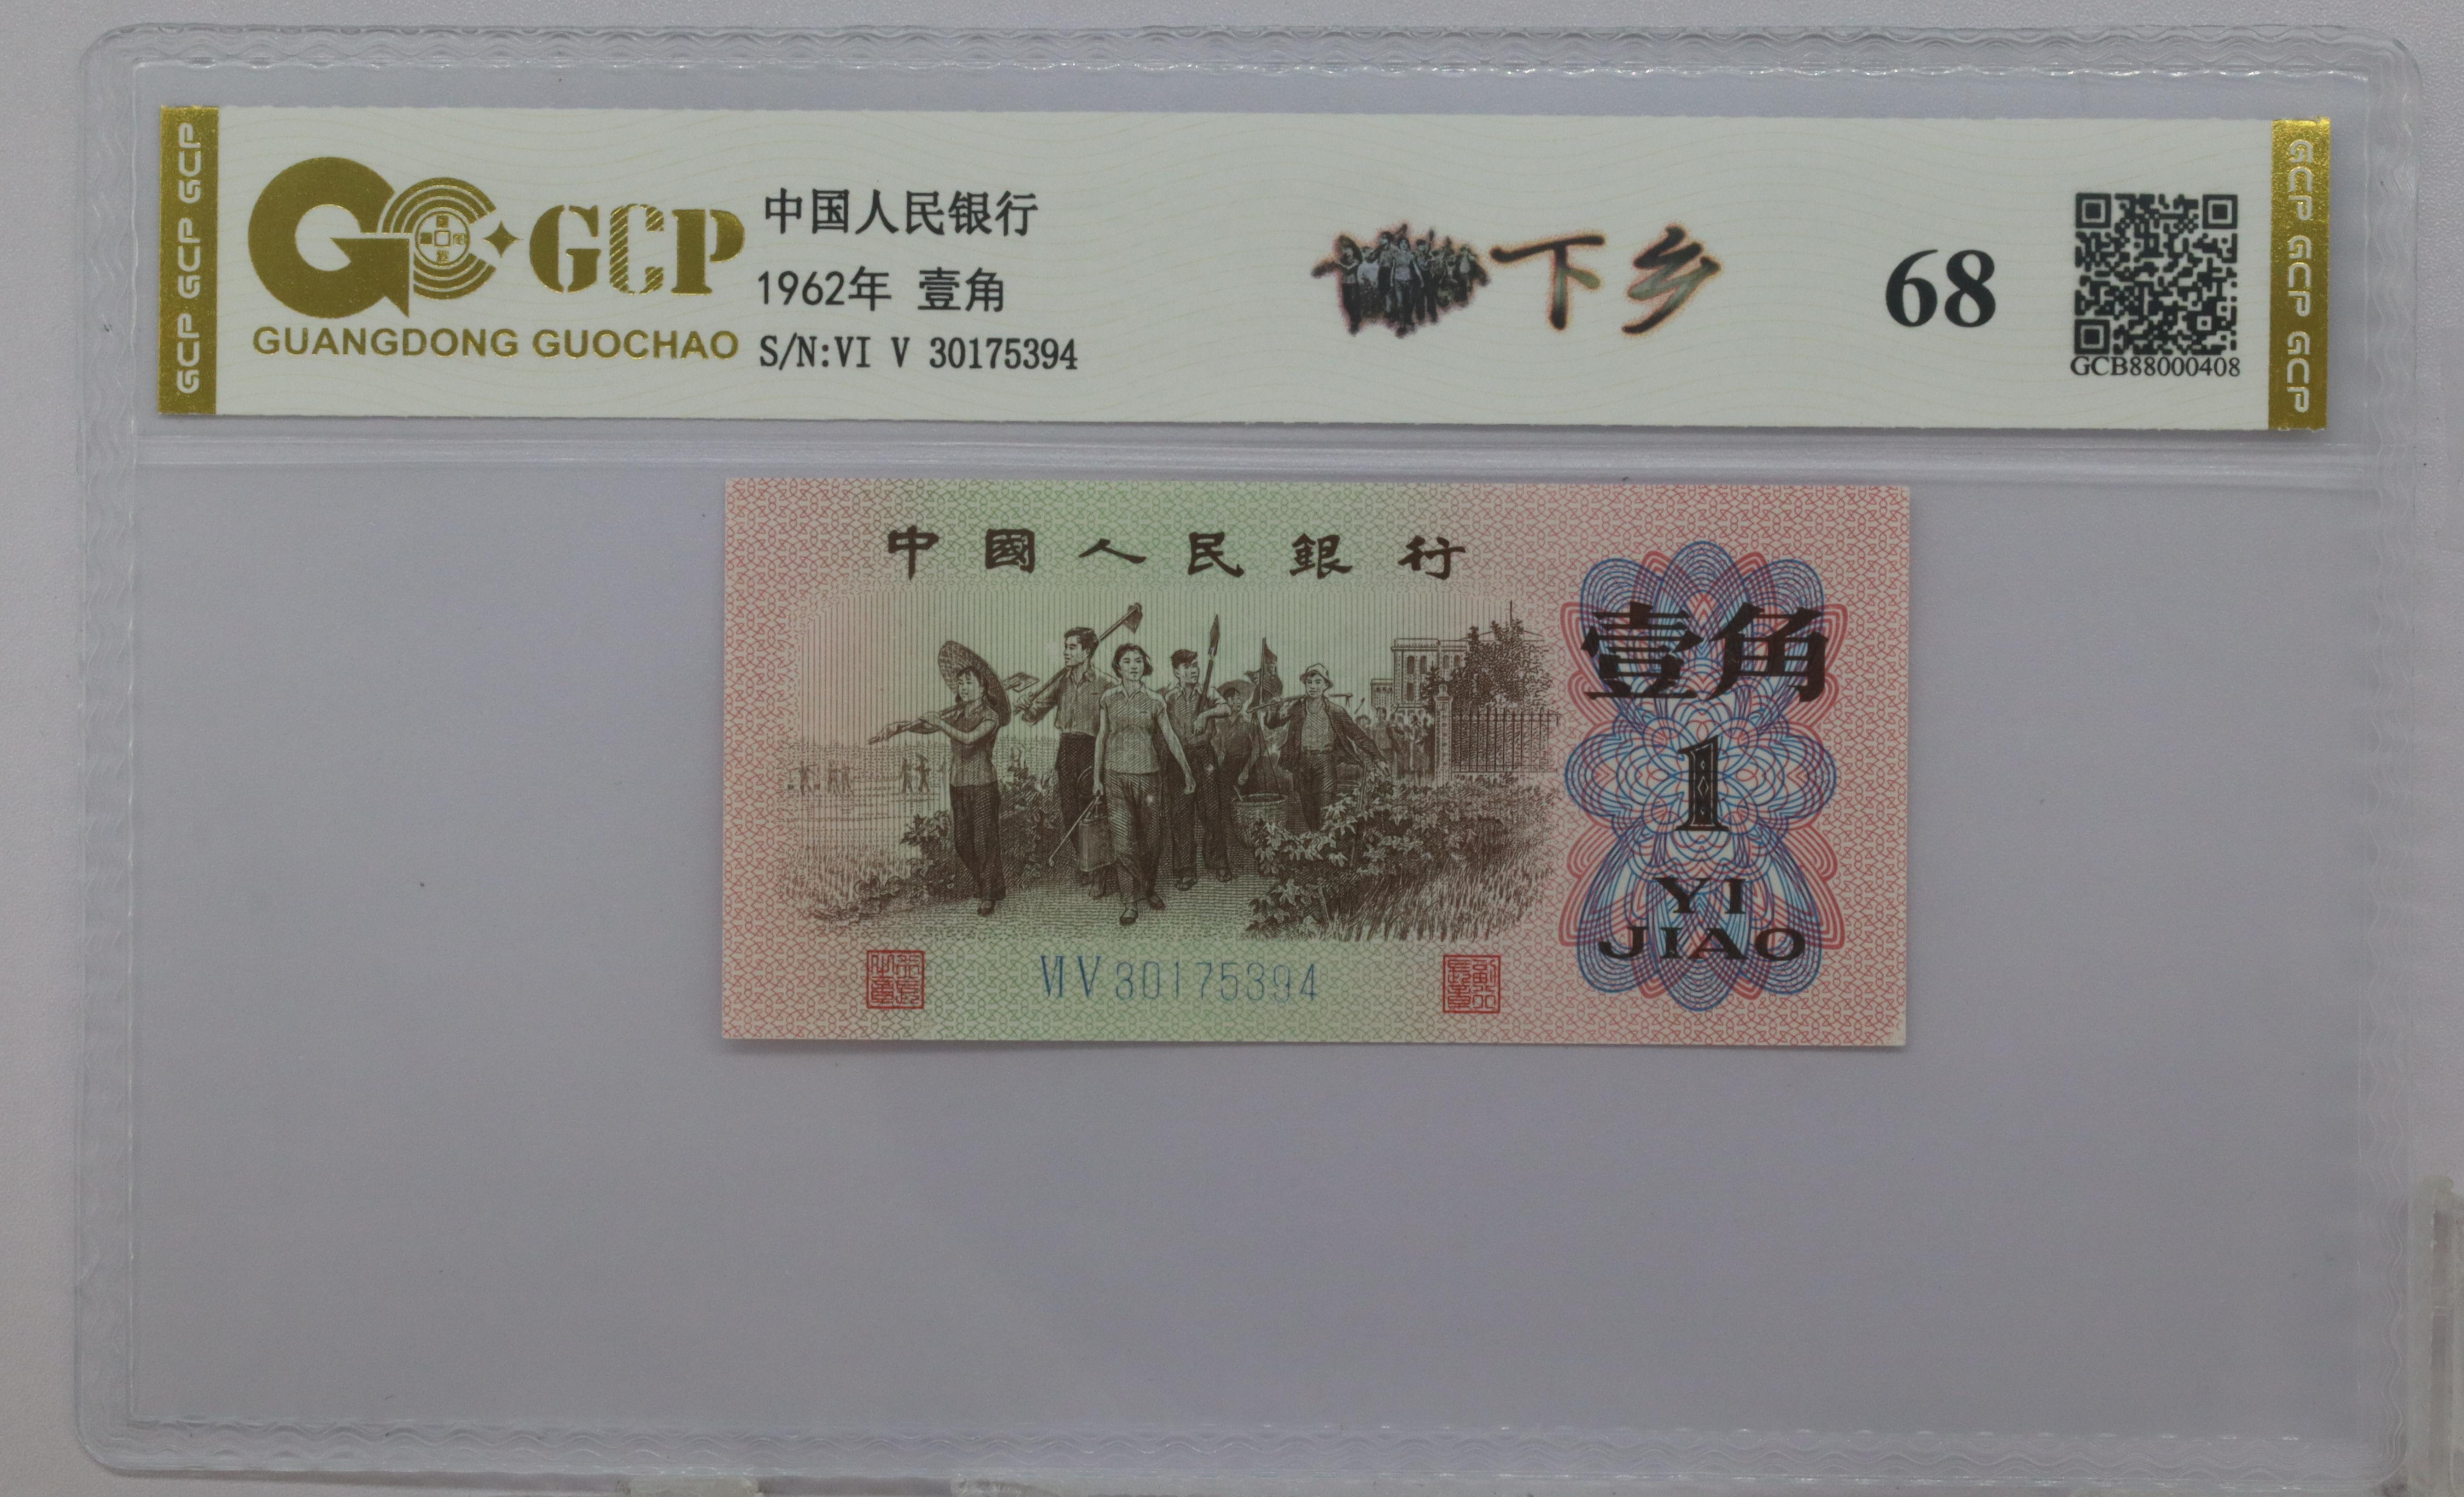 GCP GCP GCP
GCP
GUANGDONG GUOCHAO
中国人民银行
1962年 壹角
S/N:VI V 30175394
下乡
68
GCB88000408
GCP GCP GCP
中國人民銀行
壹角
1
YI
JIAO
VI V 30175394